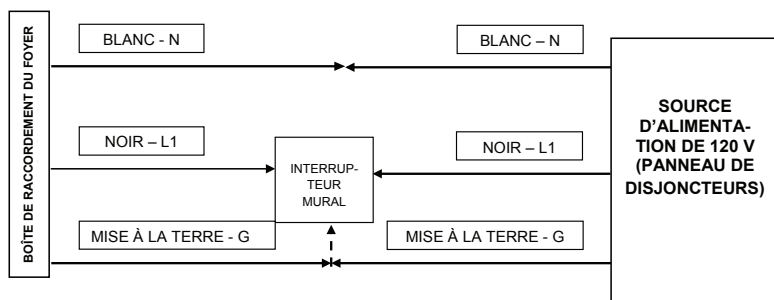 BOÎTE DE RACCORDEMENT DU FOYER
BLANC - N
BLANC – N
NOIR – L1
NOIR – L1
INTERRUP-
TEUR
MURAL
MISE À LA TERRE - G
MISE À LA TERRE - G
SOURCE
D'ALIMENTA-
TION DE 120 V
(PANNEAU DE
DISJONCTEURS)